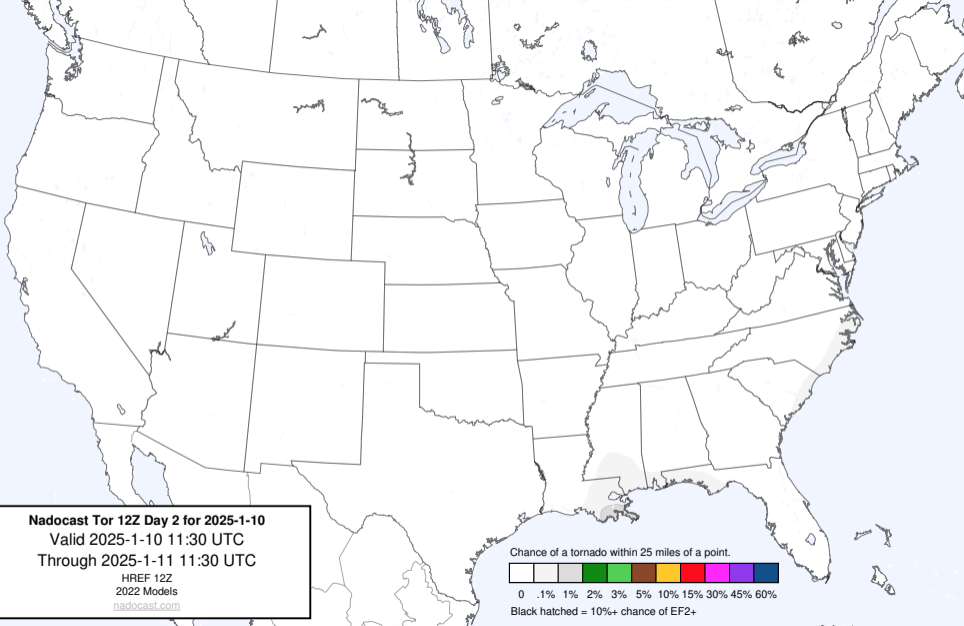 Nadocast Tor 12Z Day 2 for 2025-1-10
Valid 2025-1-10 11:30 UTC
Through 2025-1-11 11:30 UTC
HREF 12Z
2022 Models
nadocast.com
Chance of a tornado within 25 miles of a point.
0 .1% 1% 2% 3% 5% 10% 15% 30% 45% 60%
Black hatched = 10%+ chance of EF2+